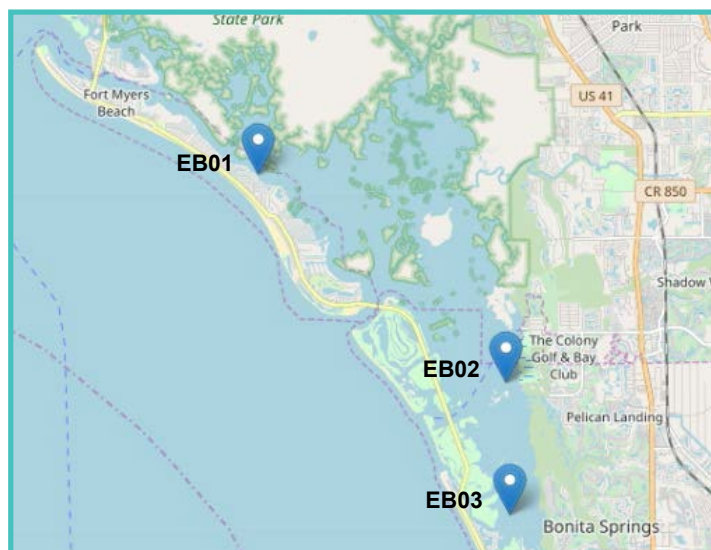 State Park
Park
Fort Myers
Beach
US 41
EB01
CR 850
Shadow W
The Colony
Golf & Bay
Club
EB02
Pelican Landing
EB03
Bonita Springs